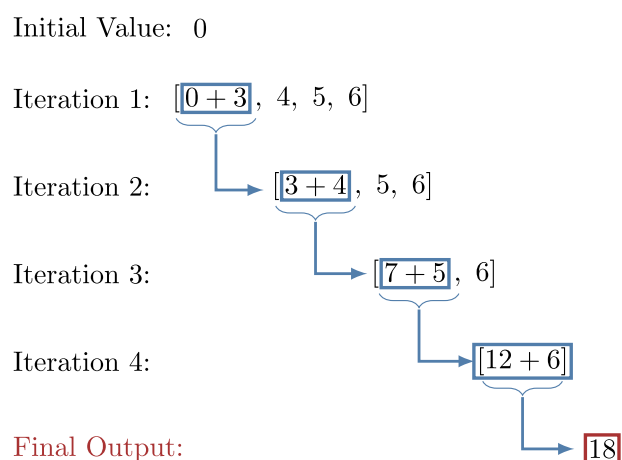 Initial Value: 0
Iteration 1: [0 + 3, 4, 5, 6]
Iteration 2: [3 + 4, 5, 6]
Iteration 3: [7 + 5, 6]
Iteration 4: [12 + 6]
Final Output: 18